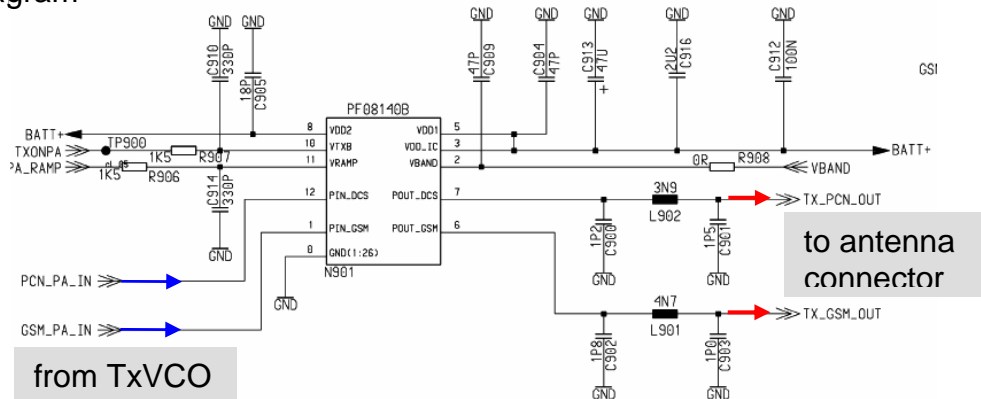 agram
GND GND GND GND GND GND GND
C910 330P
18P C905
47P C909
C904 47P
C913 47U
+
2U2 C916
C912 100N
GSM
PF08140B
BATT+
8 VDD2
VDD1 5
TXONPA
TP900
1K5 R907
10 VTXB
VDD_IC 3
BATT+
PA_RAMP
1K5 R906
11 VRAMP
VBAND 2
0R R908
VBAND
C914 330P
GND
12 PIN_DCS
POUT_DCS 7
3N9
L902
TX_PCN_OUT
1P2 C900
1P5 C901
GND GND
1 PIN_GSM
POUT_GSM 6
0 GND(1:26)
N901
GND
to antenna
connector
PCN_PA_IN
GSM_PA_IN
4N7
L901
TX_GSM_OUT
1P8 C902
1P0 C903
GND GND
from TxVCO